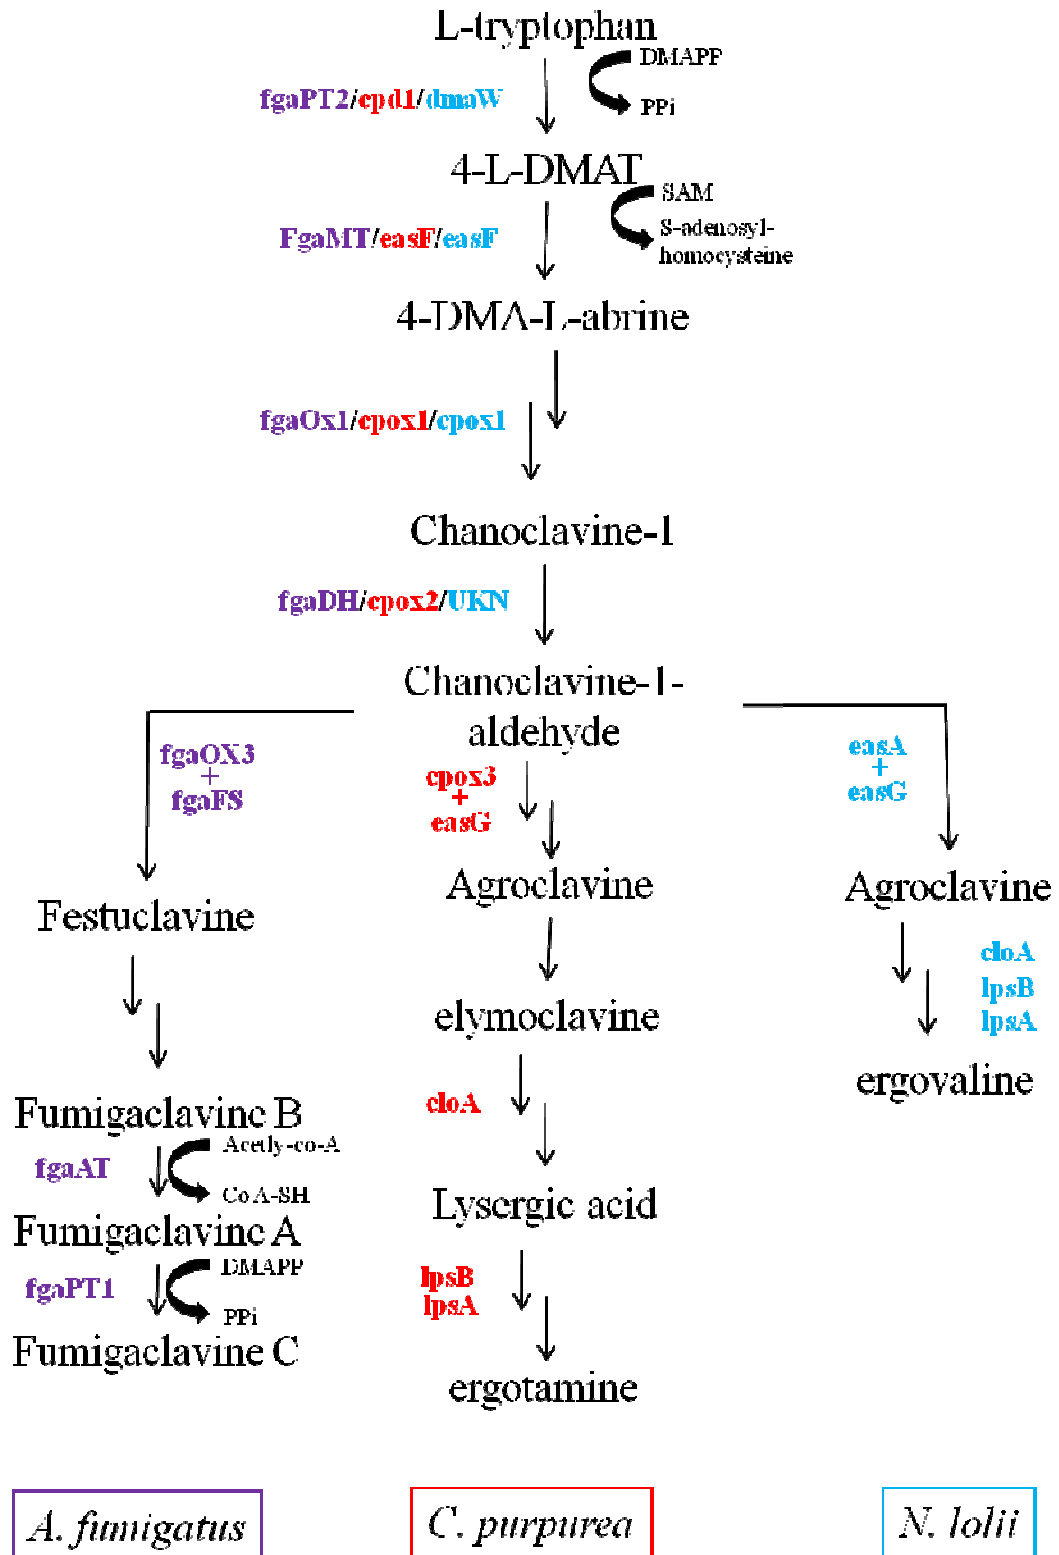 L-tryptophan
DMAPP
fgaPT2/cpd1/dmaW
PPi
4-L-DMAT
SAM
FgaMT/easF/easF
S-adenosyl-
homocysteine
4-DMA-L-abrine
fgaOx1/cpox1/cpox1
Chanoclavine-1
fgaDH/cpox2/UKN
Chanoclavine-1-
aldehyde
fgaOX3
+
fgaFS
cpox3
+
easG
easA
+
easG
Festuclavine
Agroclavine
Agroclavine
cloA
lpsB
lpsA
elymoclavine
ergovaline
Fumigaclavine B
cloA
Acetly-co-A
fgaAT
CoA-SH
Fumigaclavine A
Lysergic acid
DMAPP
fgaPT1
PPi
lpsB
lpsA
Fumigaclavine C
ergotamine
A. fumigatus
C. purpurea
N. lolii